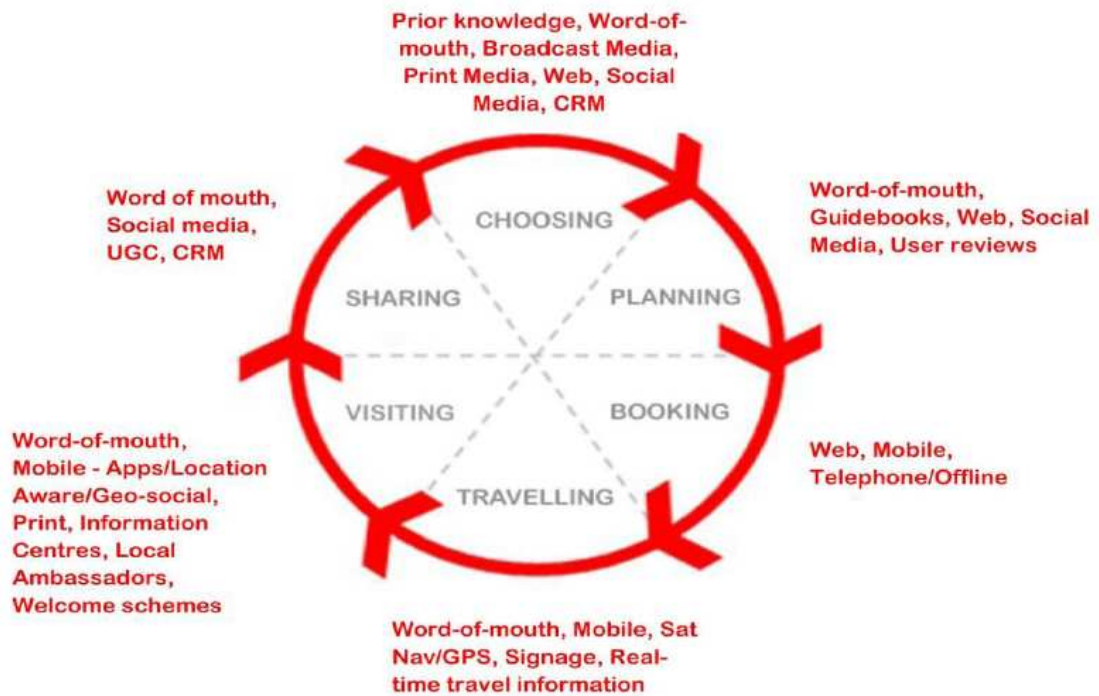 Prior knowledge, Word-of-
mouth, Broadcast Media,
Print Media, Web, Social
Media, CRM
Word of mouth,
Social media,
UGC, CRM
Word-of-mouth,
Guidebooks, Web, Social
Media, User reviews
CHOOSING
SHARING
PLANNING
VISITING
BOOKING
TRAVELLING
Word-of-mouth,
Mobile - Apps/Location
Aware/Geo-social,
Print, Information
Centres, Local
Ambassadors,
Welcome schemes
Web, Mobile,
Telephone/Offline
Word-of-mouth, Mobile, Sat
Nav/GPS, Signage, Real-
time travel information